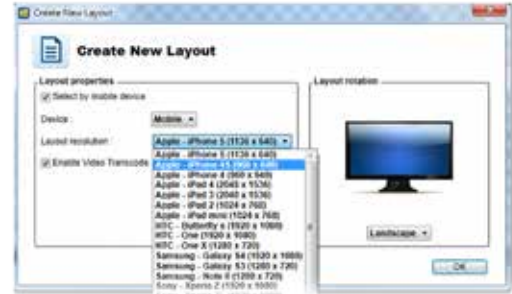 Create New Layout
Create New Layout
Layout properties
Layout rotation
Select by mobile device
Device :
Mobile
Layout resolution :
Apple - iPhone 5 (1136 x 640)
Enable Video Transcode
Apple - iPhone 5 (1136 x 640)
Apple - iPhone 4S (960 x 640)
Apple - iPhone 4 (960 x 640)
Apple - iPad 4 (2048 x 1536)
Apple - iPad 3 (2048 x 1536)
Apple - iPad 2 (1024 x 768)
Apple - iPad mini (1024 x 768)
HTC - Butterfly s (1920 x 1080)
HTC - One (1920 x 1080)
HTC - One X (1280 x 720)
Samsung - Galaxy S4 (1920 x 1080)
Samsung - Galaxy S3 (1280 x 720)
Samsung - Note II (1280 x 720)
Sony - Xperia Z (1920 x 1080)
Landscape
OK